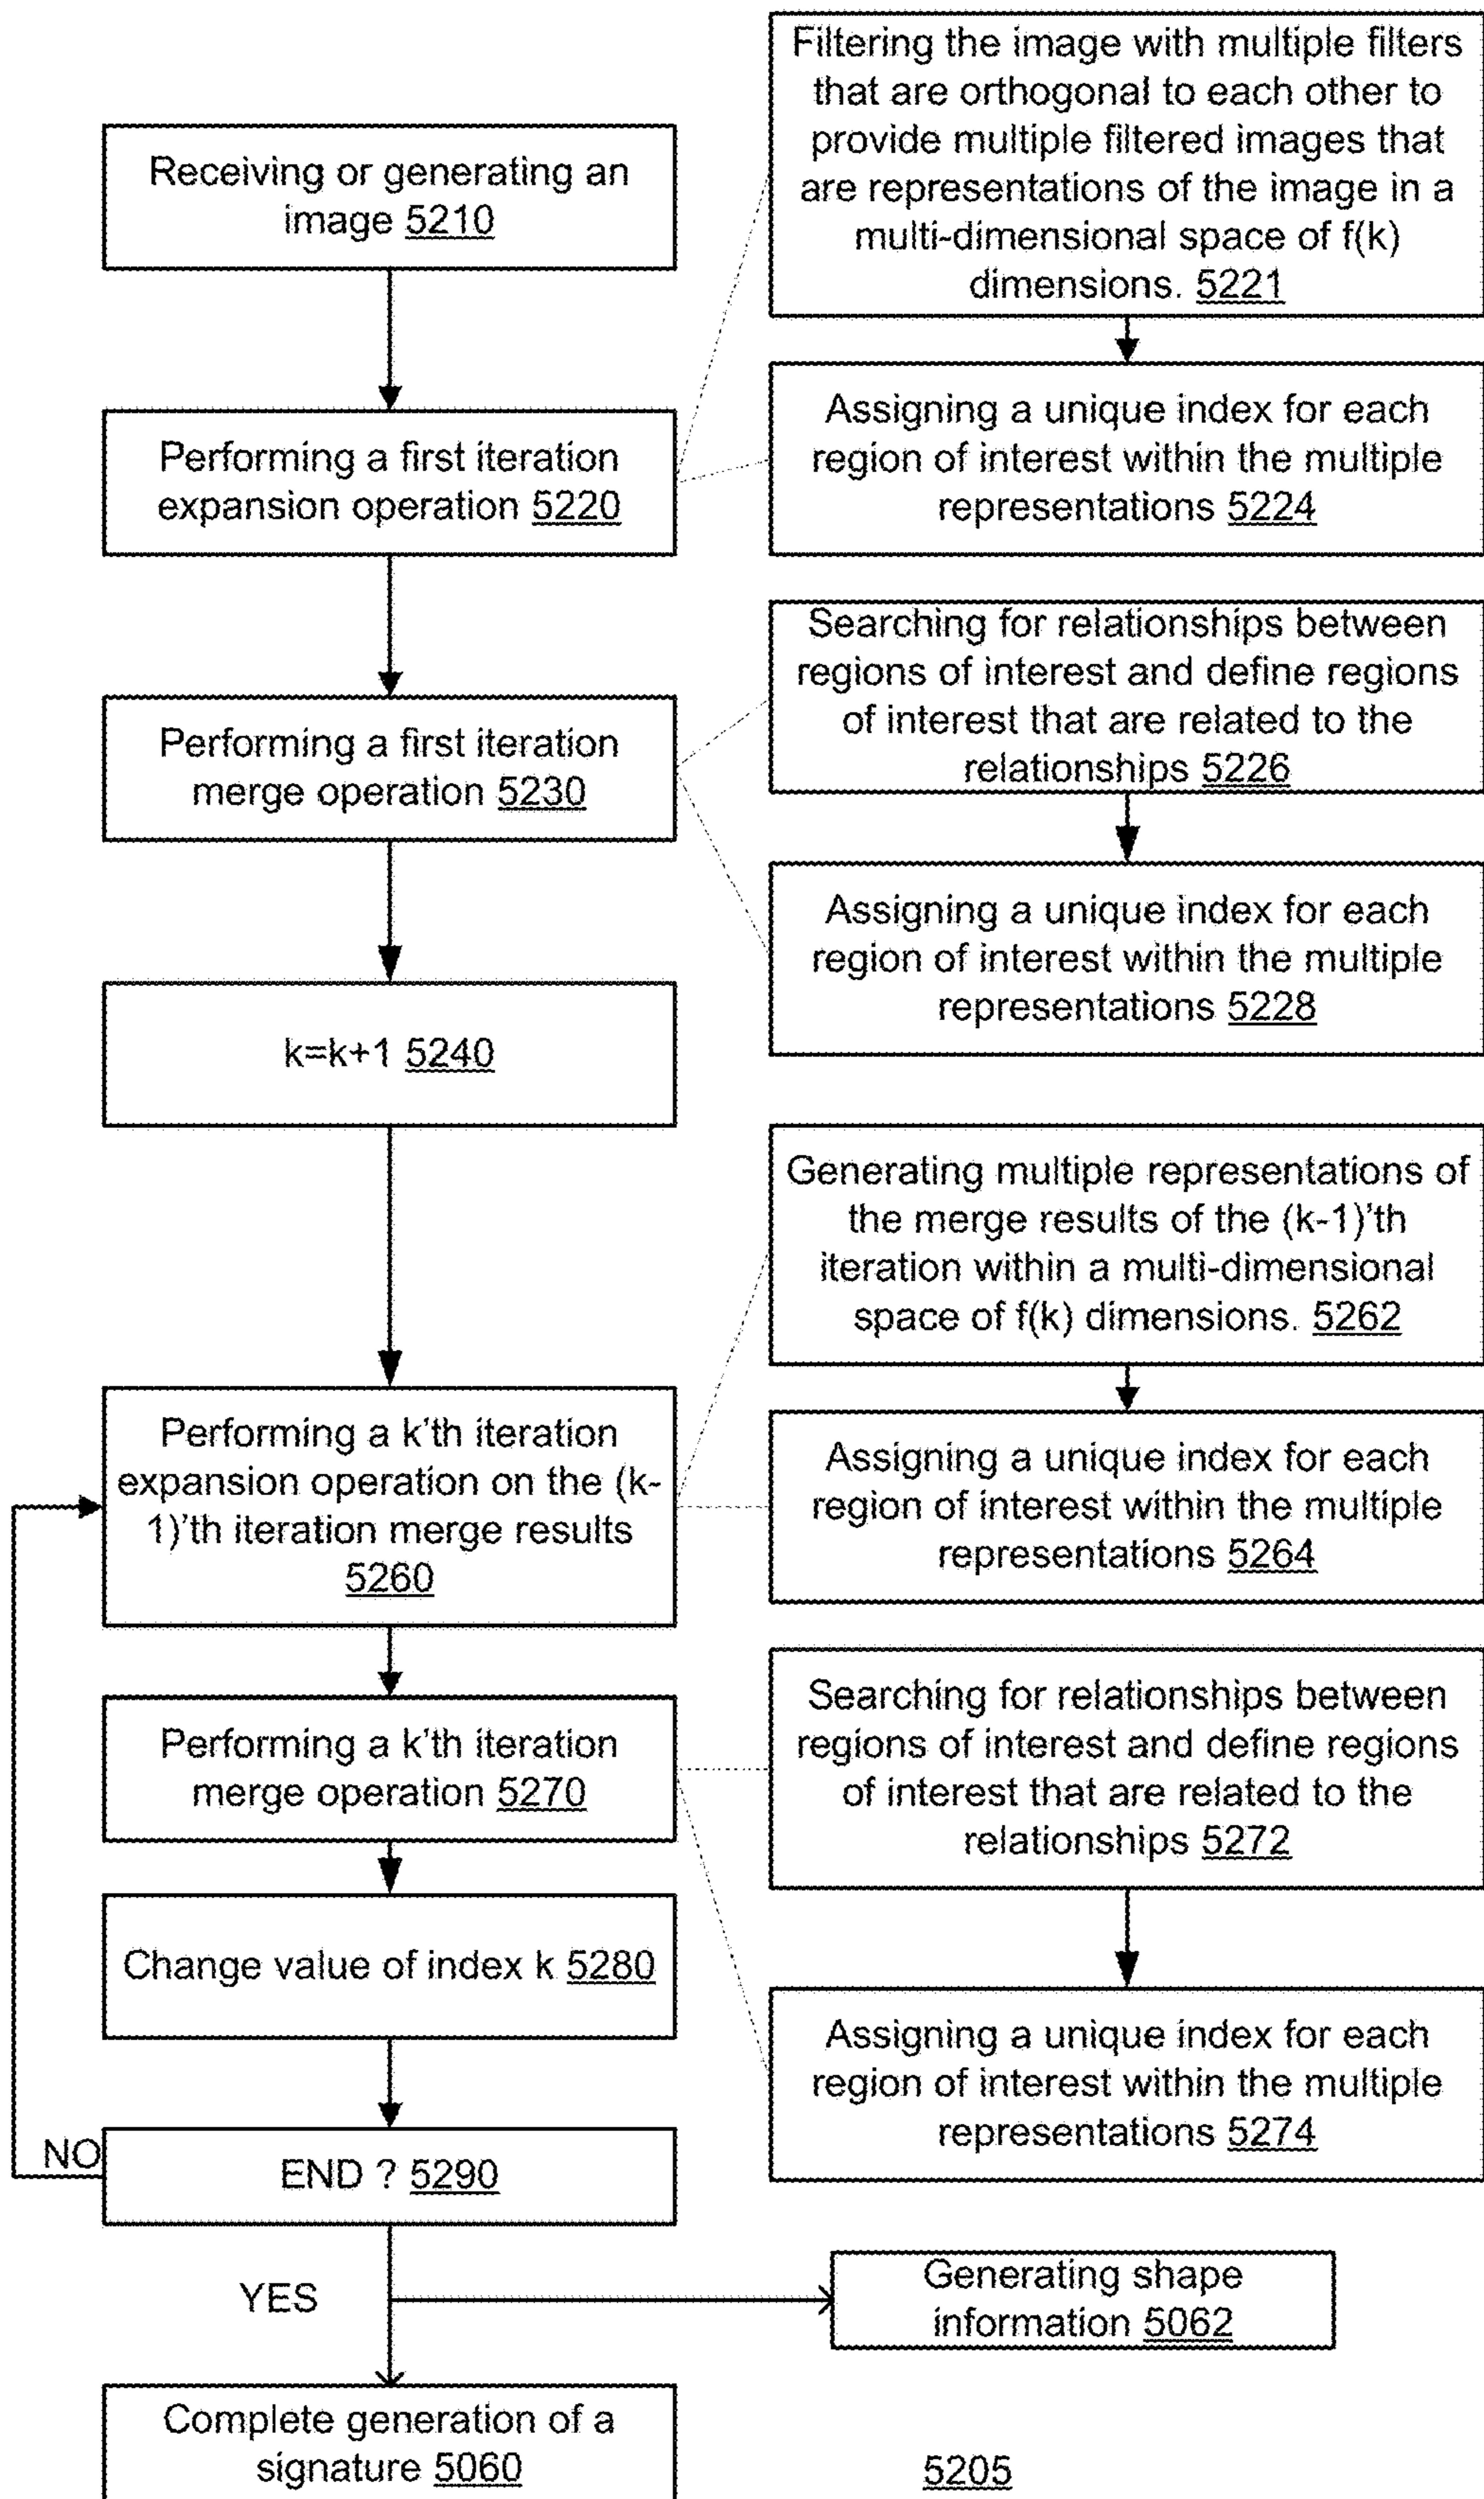 Receiving or generating an
image 5210
Filtering the image with multiple filters
that are orthogonal to each other to
provide multiple filtered images that
are representations of the image in a
multi-dimensional space of f(k)
dimensions. 5221
Performing a first iteration
expansion operation 5220
Assigning a unique index for each
region of interest within the multiple
representations 5224
Performing a first iteration
merge operation 5230
Searching for relationships between
regions of interest and define regions
of interest that are related to the
relationships 5226
Assigning a unique index for each
region of interest within the multiple
representations 5228
k=k+1 5240
Generating multiple representations of
the merge results of the (k-1)'th
iteration within a multi-dimensional
space of f(k) dimensions. 5262
Performing a k'th iteration
expansion operation on the (k-
1)'th iteration merge results
5260
Assigning a unique index for each
region of interest within the multiple
representations 5264
Performing a k'th iteration
merge operation 5270
Searching for relationships between
regions of interest and define regions
of interest that are related to the
relationships 5272
Change value of index k 5280
Assigning a unique index for each
region of interest within the multiple
representations 5274
NO
END ? 5290
YES
Generating shape
information 5062
Complete generation of a
signature 5060
5205